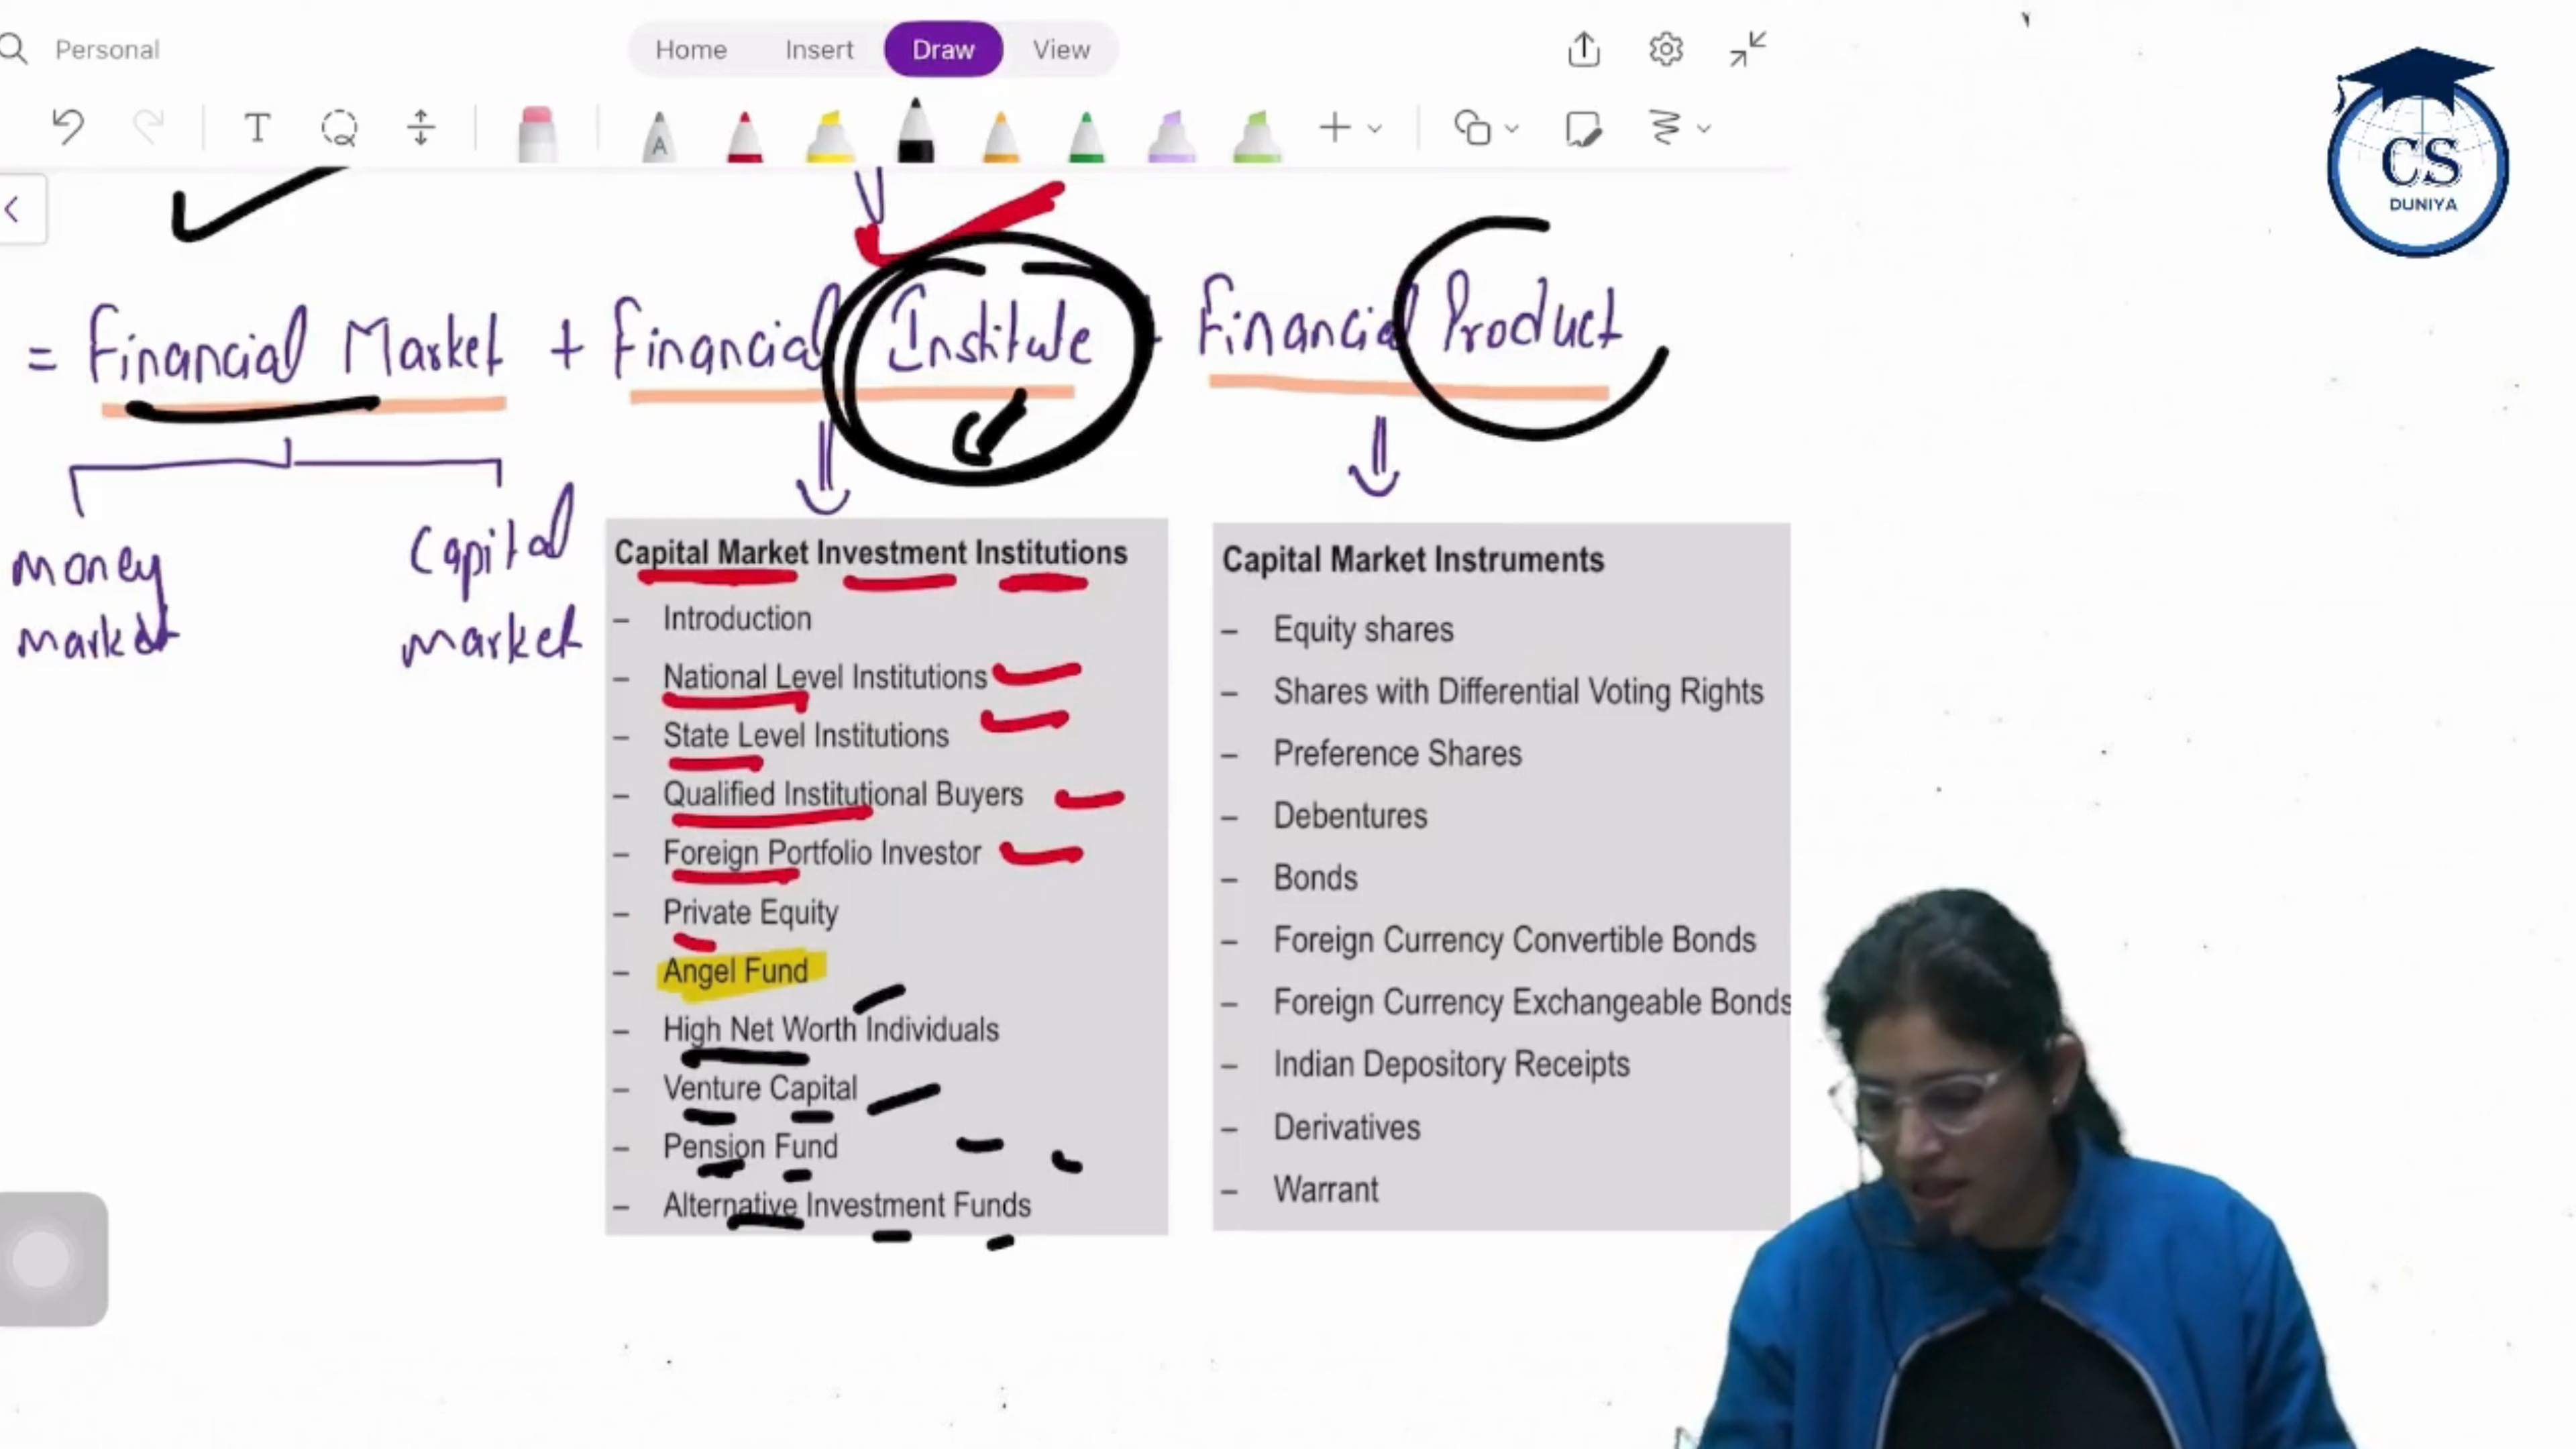 Personal
Home Insert Draw View
T
A
CS
DUNIYA
= Financial Market + Financial Institute + Financial Product
money market
capital market
Capital Market Investment Institutions
– Introduction
– National Level Institutions
– State Level Institutions
– Qualified Institutional Buyers
– Foreign Portfolio Investor
– Private Equity
– Angel Fund
– High Net Worth Individuals
– Venture Capital
– Pension Fund
– Alternative Investment Funds
Capital Market Instruments
– Equity shares
– Shares with Differential Voting Rights
– Preference Shares
– Debentures
– Bonds
– Foreign Currency Convertible Bonds
– Foreign Currency Exchangeable Bonds
– Indian Depository Receipts
– Derivatives
– Warrant